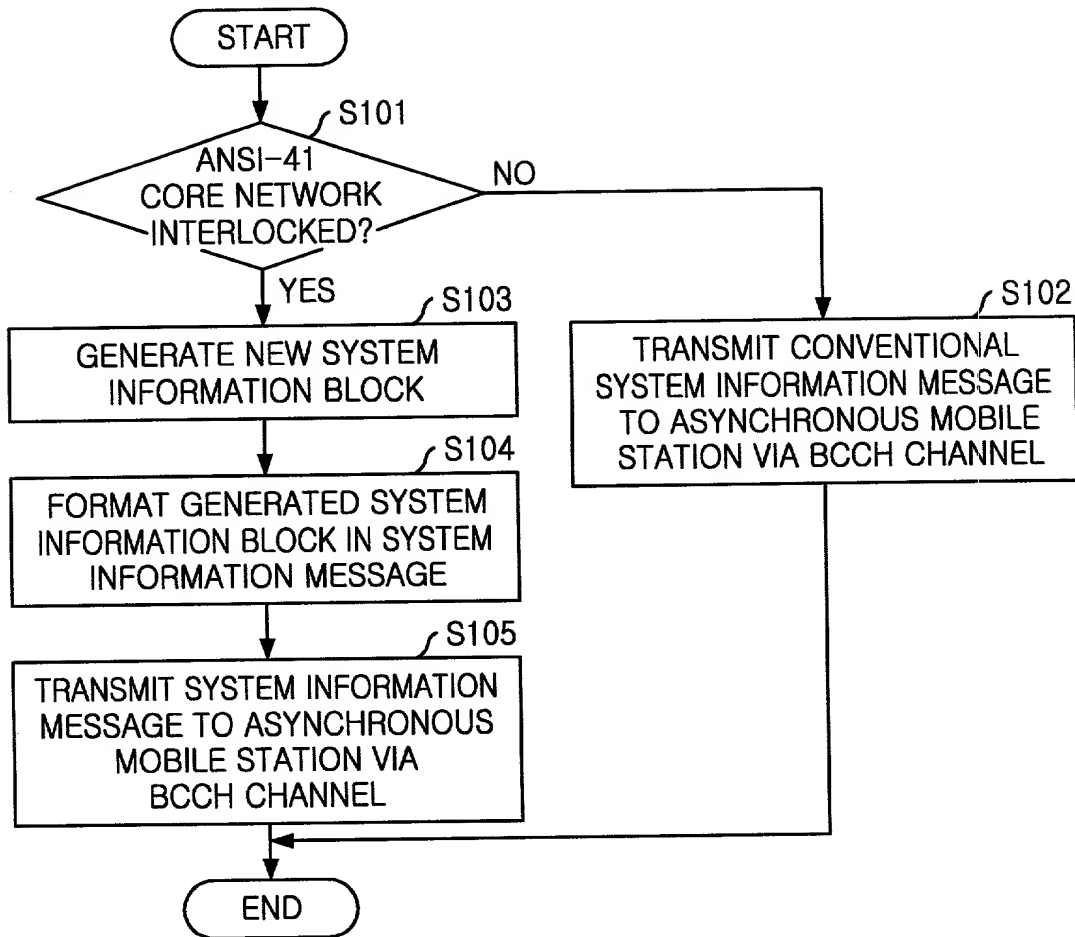 START
S101
ANSI-41
CORE NETWORK
INTERLOCKED?
NO
YES
S103
GENERATE NEW SYSTEM
INFORMATION BLOCK
S102
TRANSMIT CONVENTIONAL
SYSTEM INFORMATION MESSAGE
TO ASYNCHRONOUS MOBILE
STATION VIA BCCH CHANNEL
S104
FORMAT GENERATED SYSTEM
INFORMATION BLOCK IN SYSTEM
INFORMATION MESSAGE
S105
TRANSMIT SYSTEM INFORMATION
MESSAGE TO ASYNCHRONOUS
MOBILE STATION VIA
BCCH CHANNEL
END